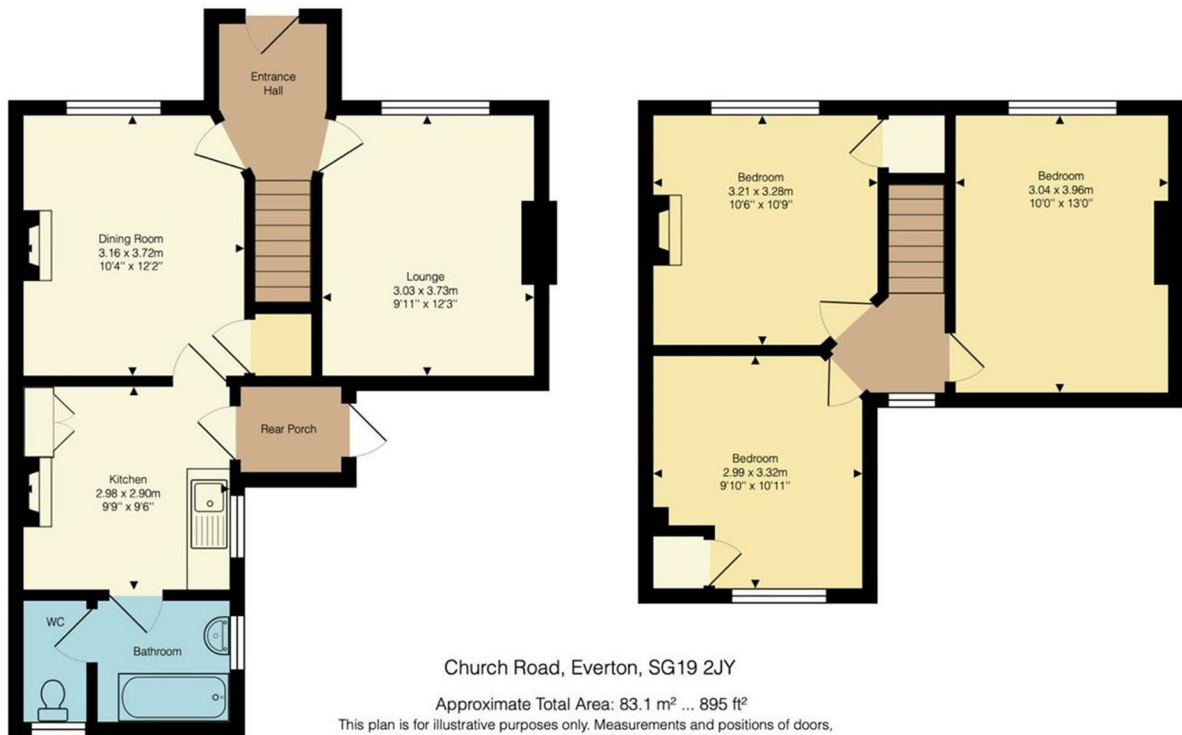 Entrance
Hall
Dining Room
3.16 x 3.72m
10'4" x 12'2"
Lounge
3.03 x 3.73m
9'11" x 12'3"
Rear Porch
Kitchen
2.98 x 2.90m
9'9" x 9'6"
WC
Bathroom
Bedroom
3.21 x 3.28m
10'6" x 10'9"
Bedroom
3.04 x 3.96m
10'0" x 13'0"
Bedroom
2.99 x 3.32m
9'10" x 10'11"
Church Road, Everton, SG19 2JY
Approximate Total Area: 83.1 m² ... 895 ft²
This plan is for illustrative purposes only. Measurements and positions of doors,